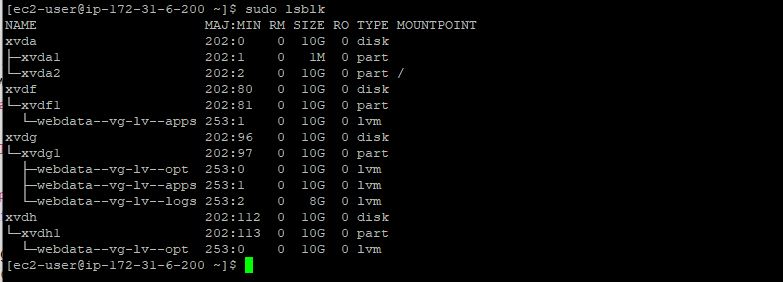 [ec2-user@ip-172-31-6-200 ~]$ sudo lsblk
NAME                     MAJ:MIN RM SIZE RO TYPE MOUNTPOINT
xvda                     202:0    0  10G  0 disk
├─xvda1                  202:1    0   1M  0 part
└─xvda2                  202:2    0  10G  0 part /
xvdf                     202:80   0  10G  0 disk
└─xvdf1                  202:81   0  10G  0 part
  └─webdata--vg-lv--apps 253:1    0  10G  0 lvm
xvdg                     202:96   0  10G  0 disk
└─xvdg1                  202:97   0  10G  0 part
  ├─webdata--vg-lv--opt  253:0    0  10G  0 lvm
  ├─webdata--vg-lv--apps 253:1    0  10G  0 lvm
  └─webdata--vg-lv--logs 253:2    0   8G  0 lvm
xvdh                     202:112  0  10G  0 disk
└─xvdh1                  202:113  0  10G  0 part
  └─webdata--vg-lv--opt  253:0    0  10G  0 lvm
[ec2-user@ip-172-31-6-200 ~]$